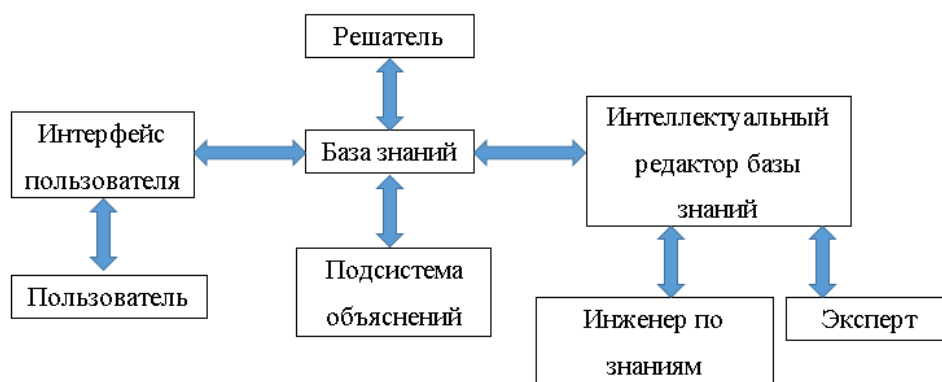 Решатель
Интерфейс
пользователя
База знаний
Интеллектуальный
редактор базы
знаний
Пользователь
Подсистема
объяснений
Инженер по
знаниям
Эксперт